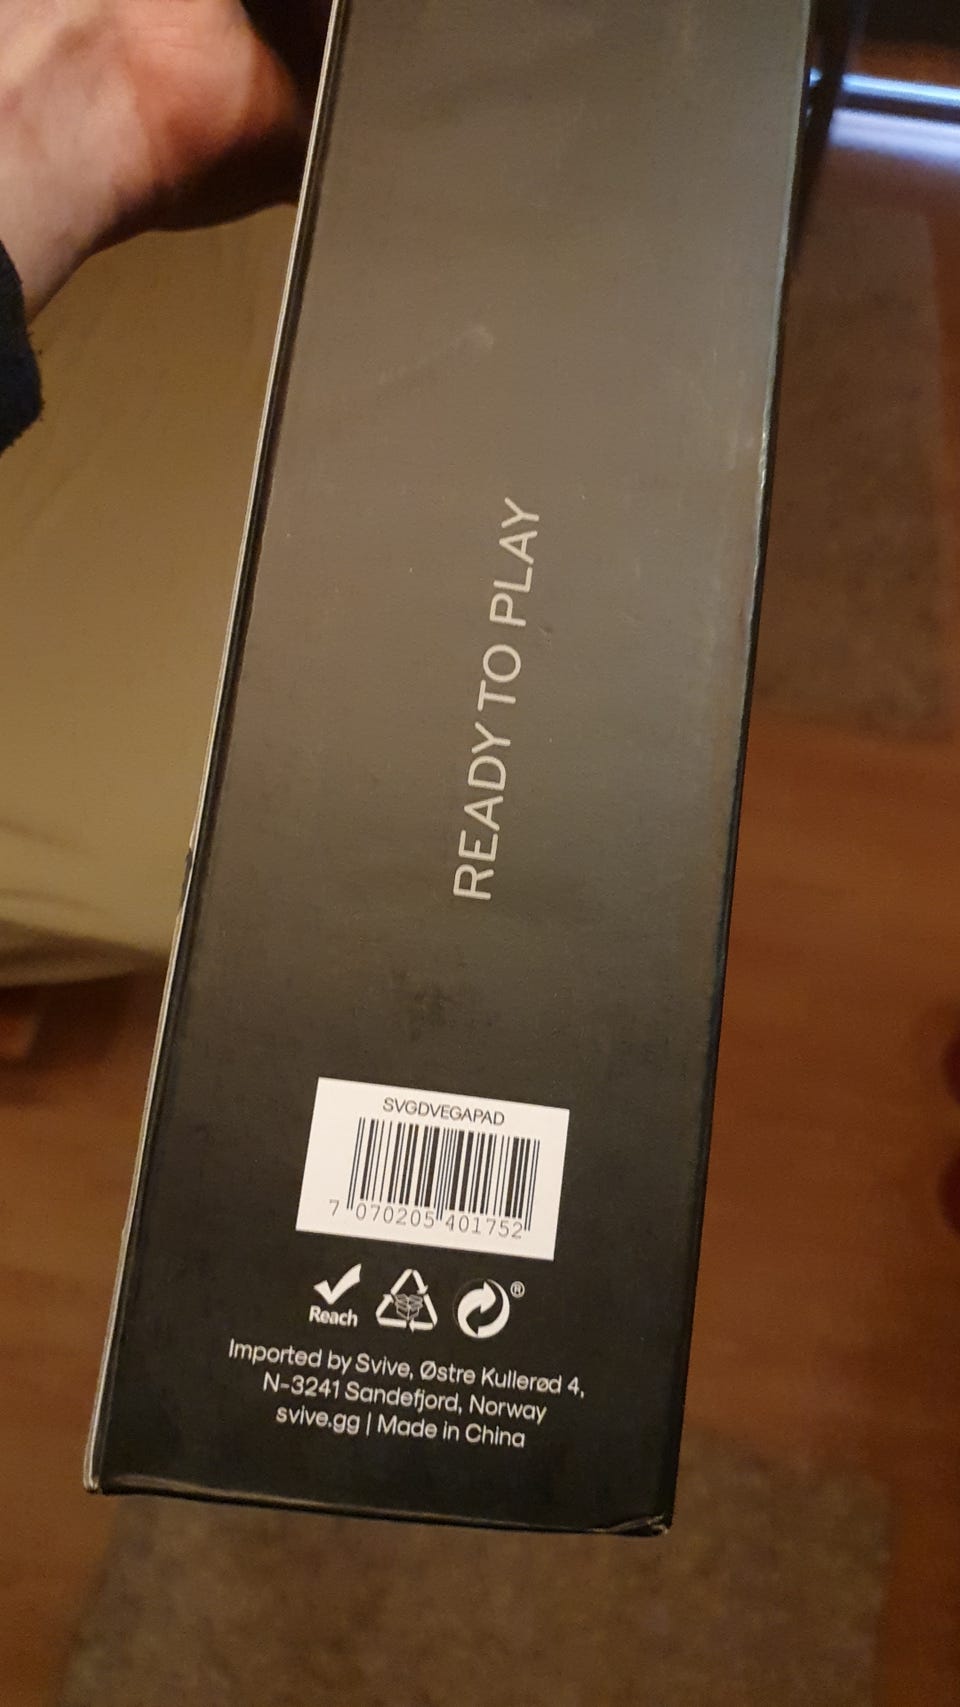 READY TO PLAY
SVGDVEGAPAD
7 070205 401752
Reach
®
Imported by Svive, Østre Kullerød 4,
N-3241 Sandefjord, Norway
svive.gg | Made in China